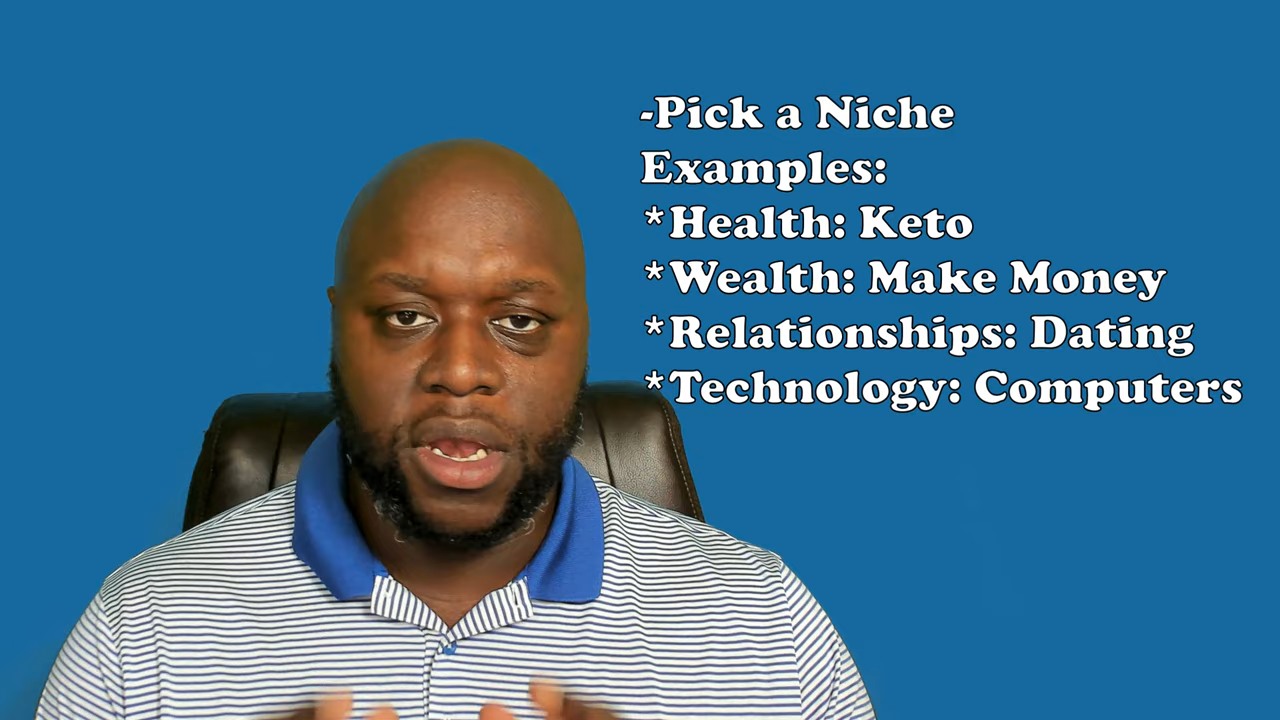 -Pick a Niche
Examples:
*Health: Keto
*Wealth: Make Money
*Relationships: Dating
*Technology: Computers